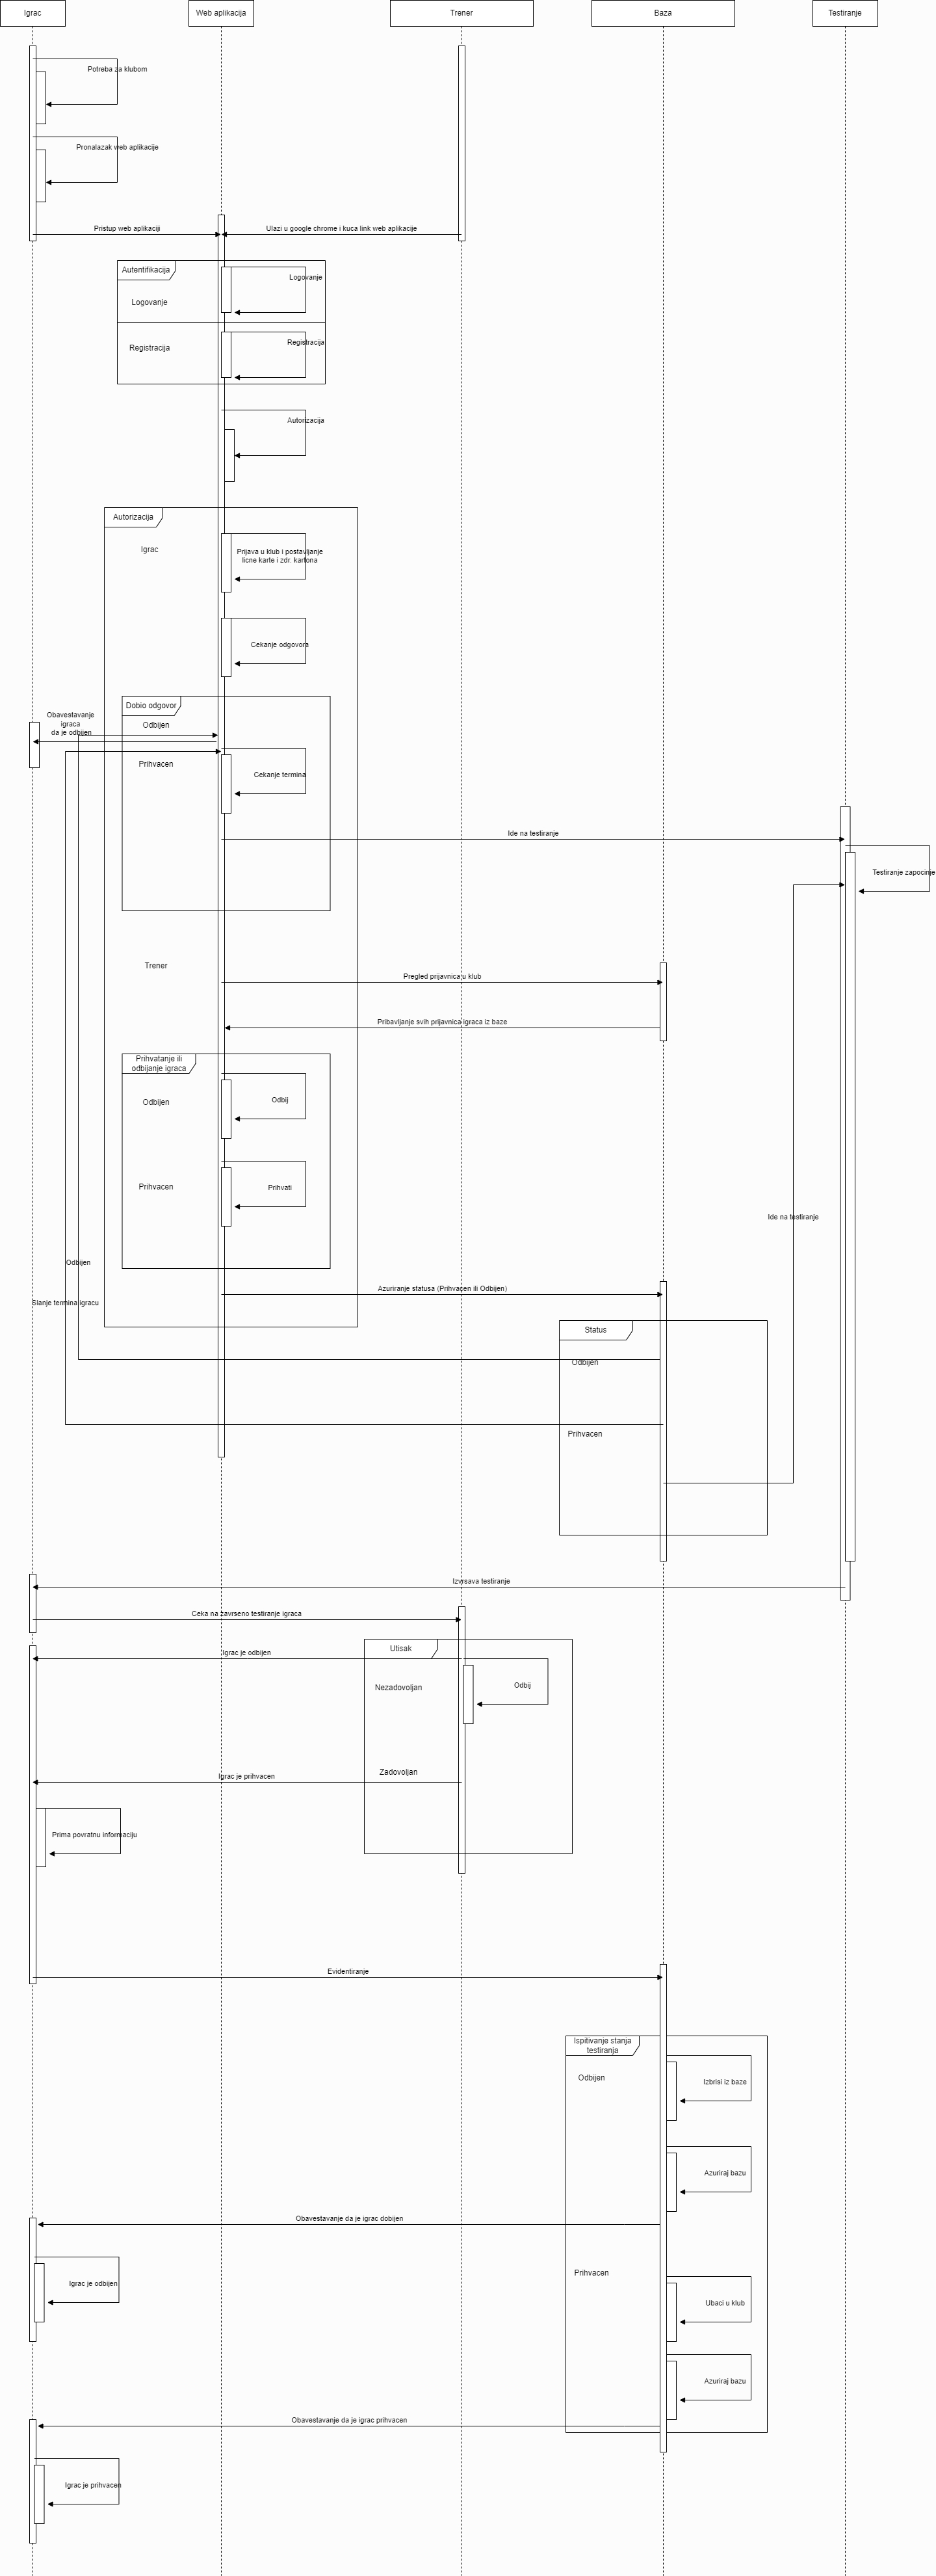 Igrac
Web aplikacija
Trener
Baza
Testiranje
Potreba za klubom
Pronalazak web aplikacije
Pristup web aplikaciji
Ulazi u google chrome i kuca link web aplikacije
Autentifikacija
Logovanje
Logovanje
Registracija
Registracija
Autorizacija
Autorizacija
Igrac
Prijava u klub i postavljanje
licne karte i zdr. kartona
Cekanje odgovora
Dobio odgovor
Obavestavanje
igraca
da je odbijen
Odbijen
Prihvacen
Cekanje termina
Ide na testiranje
Testiranje zapocinje
Trener
Pregled prijavnica u klub
Pribavljanje svih prijavnica igraca iz baze
Prihvatanje ili
odbijanje igraca
Odbijen
Odbij
Prihvacen
Prihvati
Ide na testiranje
Odbijen
Azuriranje statusa (Prihvacen ili Odbijen)
Slanje termina igracu
Status
Odbijen
Prihvacen
Izvrsava testiranje
Ceka na zavrseno testiranje igraca
Utisak
Igrac je odbijen
Nezadovoljan
Odbij
Zadovoljan
Igrac je prihvacen
Prima povratnu informaciju
Evidentiranje
Ispitivanje stanja
testiranja
Odbijen
Izbrisi iz baze
Azuriraj bazu
Obavestavanje da je igrac dobijen
Prihvacen
Igrac je odbijen
Ubaci u klub
Azuriraj bazu
Obavestavanje da je igrac prihvacen
Igrac je prihvacen